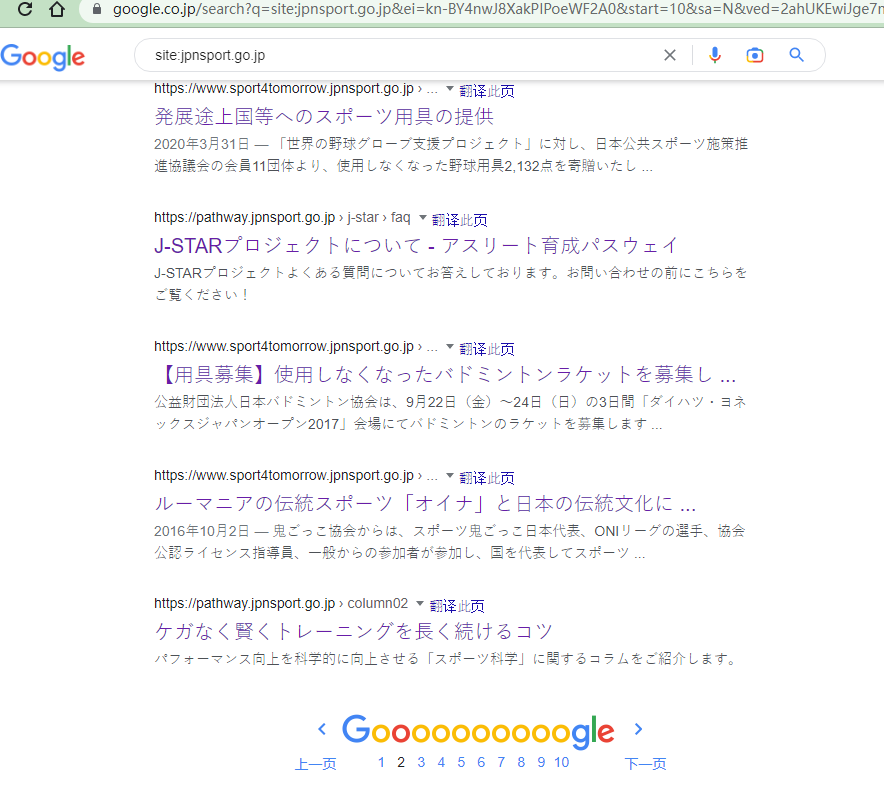 google.co.jp/search?q=site:jpnsport.go.jp&ei=kn-BY4nwJ8XakPIPoeWF2A0&start=10&sa=N&ved=2ahUKEwiJge7n
Google
site:jpnsport.go.jp
https://www.sport4tomorrow.jpnsport.go.jp › ... 翻译此页
発展途上国等へのスポーツ用具の提供
2020年3月31日 — 「世界の野球グローブ支援プロジェクト」に対し、日本公共スポーツ施策推
進協議会の会員11団体より、使用しなくなった野球用具2,132点を寄贈いたし ...
https://pathway.jpnsport.go.jp › j-star › faq 翻译此页
J-STARプロジェクトについて - アスリート育成パスウェイ
J-STARプロジェクトよくある質問についてお答えしております。お問い合わせの前にこちらを
ご覧ください！
https://www.sport4tomorrow.jpnsport.go.jp › ... 翻译此页
【用具募集】使用しなくなったバドミントンラケットを募集し ...
公益財団法人日本バドミントン協会は、9月22日（金）～24日（日）の3日間「ダイハツ・ヨネ
ックスジャパンオープン2017」会場にてバドミントンのラケットを募集します ...
https://www.sport4tomorrow.jpnsport.go.jp › ... 翻译此页
ルーマニアの伝統スポーツ「オイナ」と日本の伝統文化に ...
2016年10月2日 — 鬼ごっこ協会からは、スポーツ鬼ごっこ日本代表、ONIリーグの選手、協会
公認ライセンス指導員、一般からの参加者が参加し、国を代表してスポーツ ...
https://pathway.jpnsport.go.jp › column02 翻译此页
ケガなく賢くトレーニングを長く続けるコツ
パフォーマンス向上を科学的に向上させる「スポーツ科学」に関するコラムをご紹介します。
Goooooooooogle
上一页 1 2 3 4 5 6 7 8 9 10 下一页